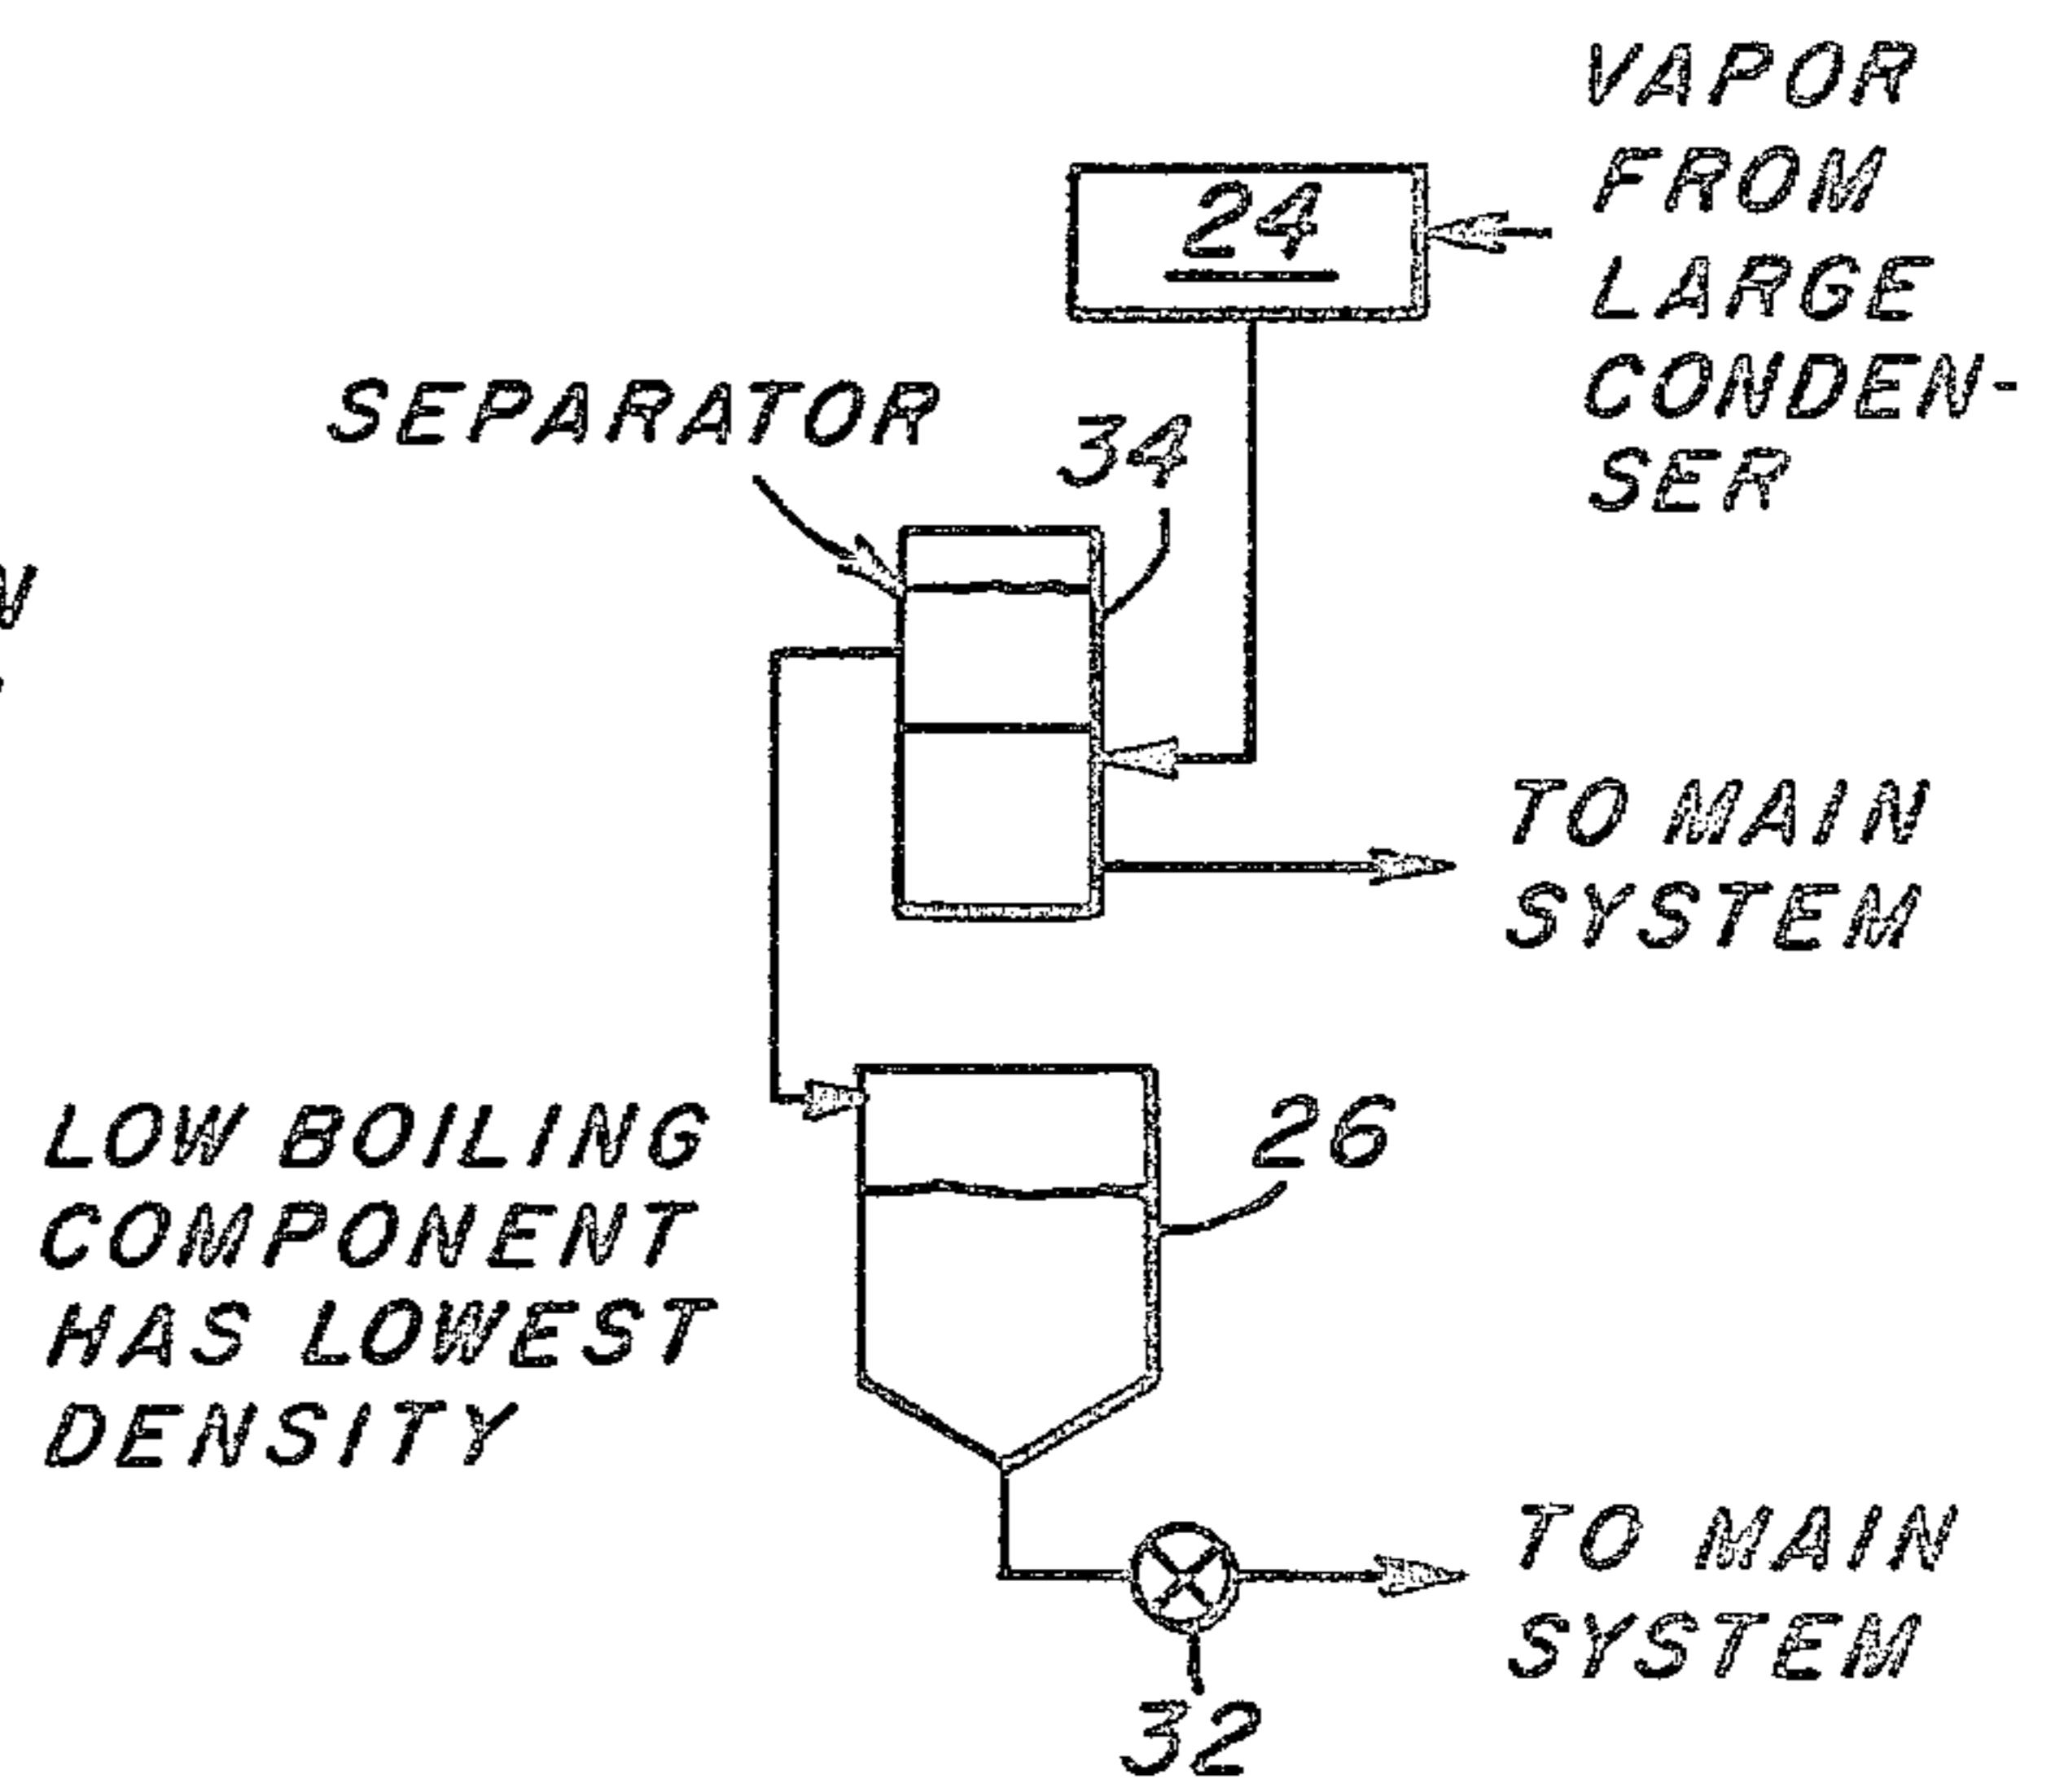 VAPOR
FROM
LARGE
CONDEN-
SER
24
SEPARATOR
34
TO MAIN
SYSTEM
LOW BOILING
COMPONENT
HAS LOWEST
DENSITY
26
TO MAIN
SYSTEM
32